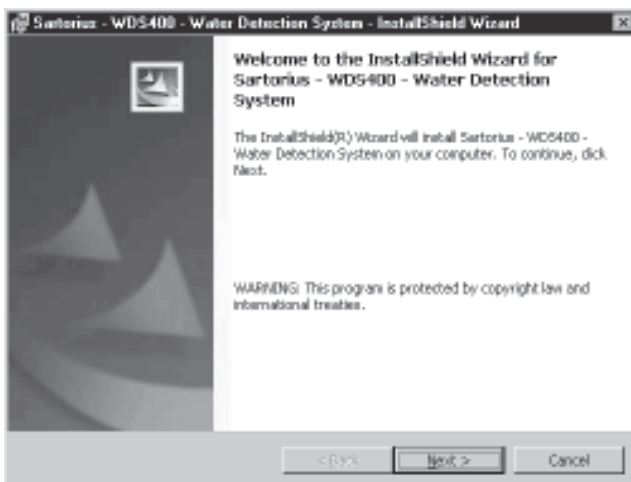 Sartorius - WDS400 - Water Detection System - InstallShield Wizard
Welcome to the InstallShield Wizard for
Sartorius - WDS400 - Water Detection
System
The InstallShield(R) Wizard will install Sartorius - WDS400 -
Water Detection System on your computer. To continue, click
Next.
WARNING: This program is protected by copyright law and
international treaties.
< Back
Next >
Cancel